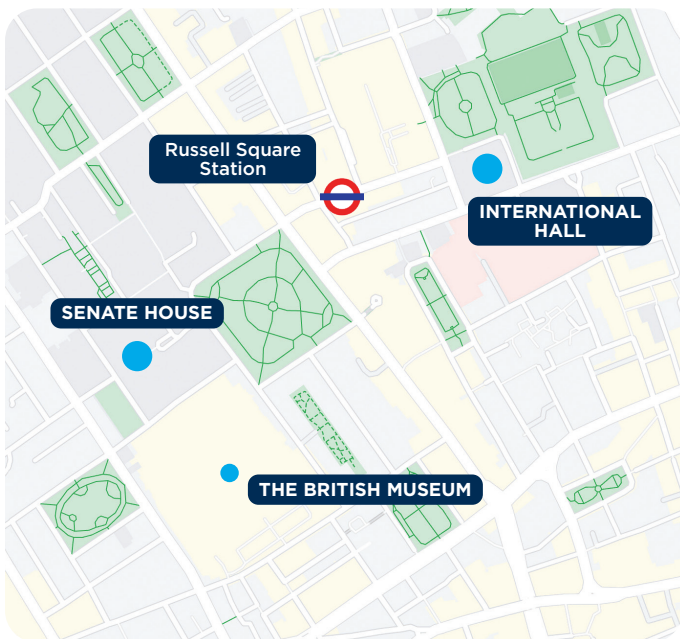 Russell Square
Station
INTERNATIONAL
HALL
SENATE HOUSE
THE BRITISH MUSEUM